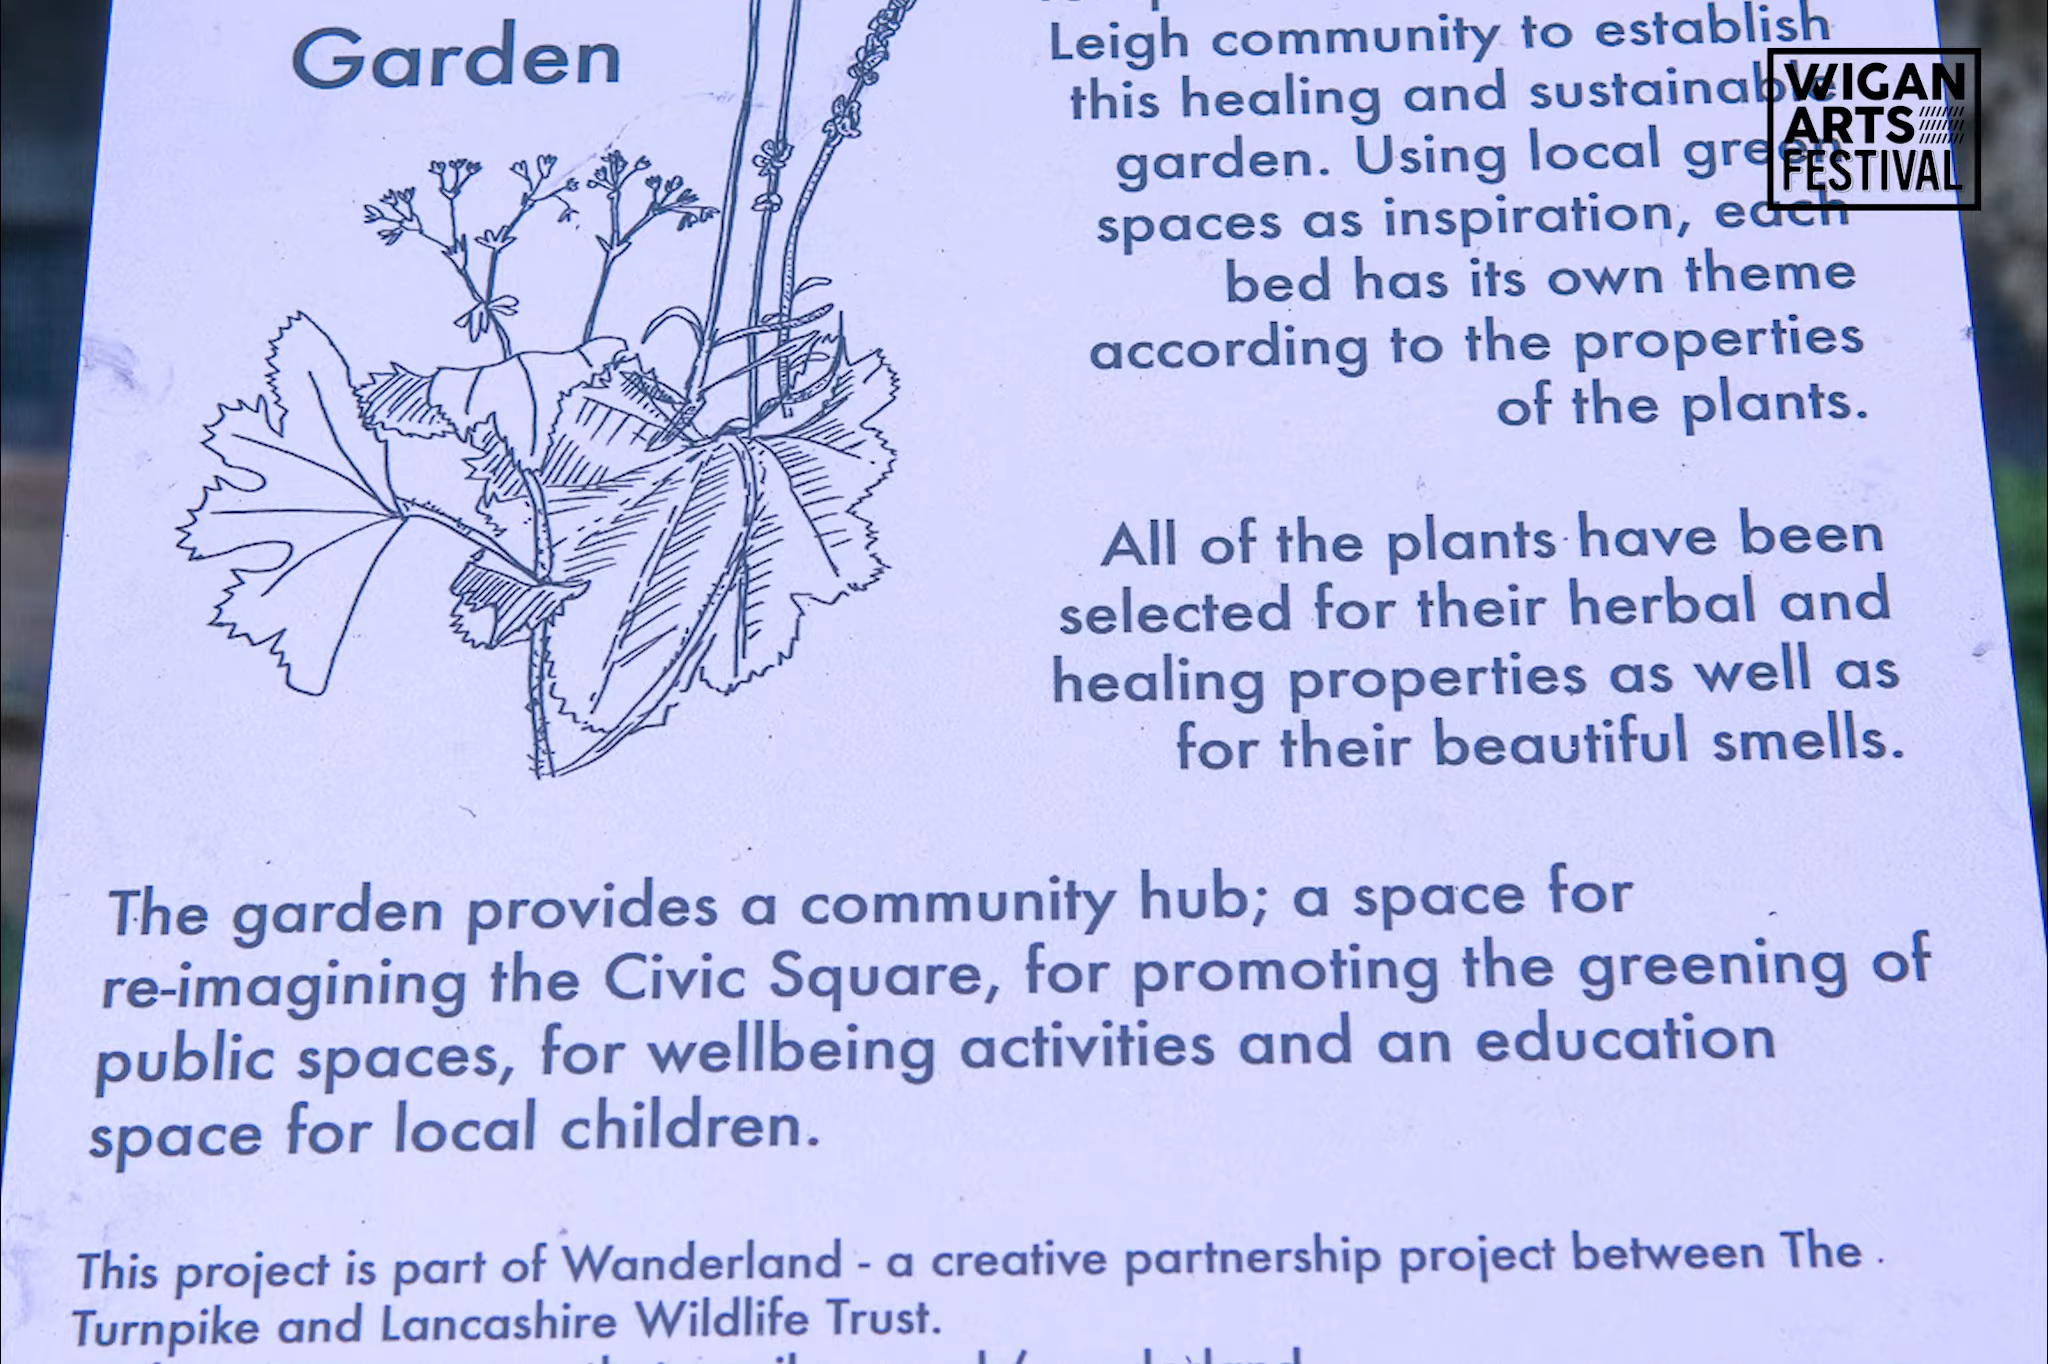 Garden
Leigh community to establish
this healing and sustainable
garden. Using local green
spaces as inspiration, each
bed has its own theme
according to the properties
of the plants.
All of the plants have been
selected for their herbal and
healing properties as well as
for their beautiful smells.
The garden provides a community hub; a space for
re-imagining the Civic Square, for promoting the greening of
public spaces, for wellbeing activities and an education
space for local children.
This project is part of Wanderland - a creative partnership project between The
Turnpike and Lancashire Wildlife Trust.
WIGAN
ARTS
FESTIVAL